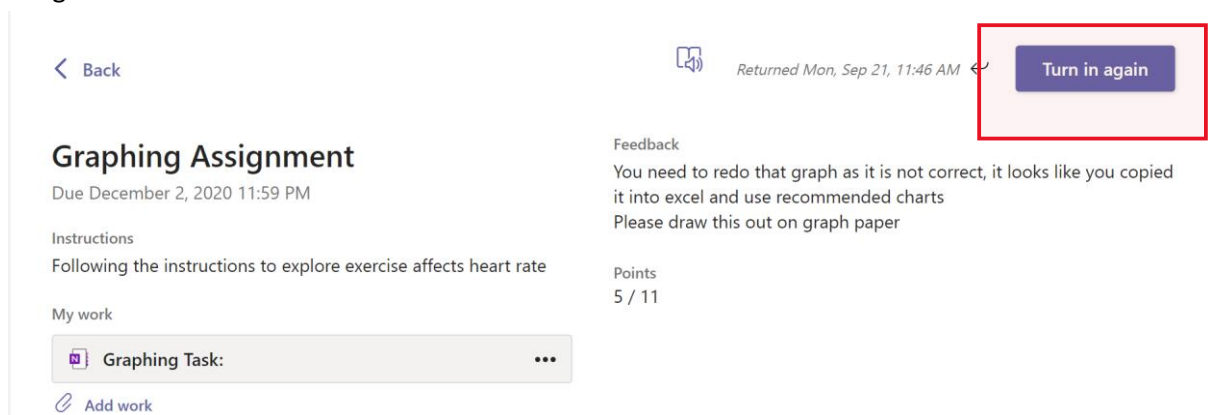 Back
Returned Mon, Sep 21, 11:46 AM
Turn in again
Graphing Assignment
Due December 2, 2020 11:59 PM
Instructions
Following the instructions to explore exercise affects heart rate
My work
Graphing Task:
Add work
Feedback
You need to redo that graph as it is not correct, it looks like you copied
it into excel and use recommended charts
Please draw this out on graph paper
Points
5 / 11